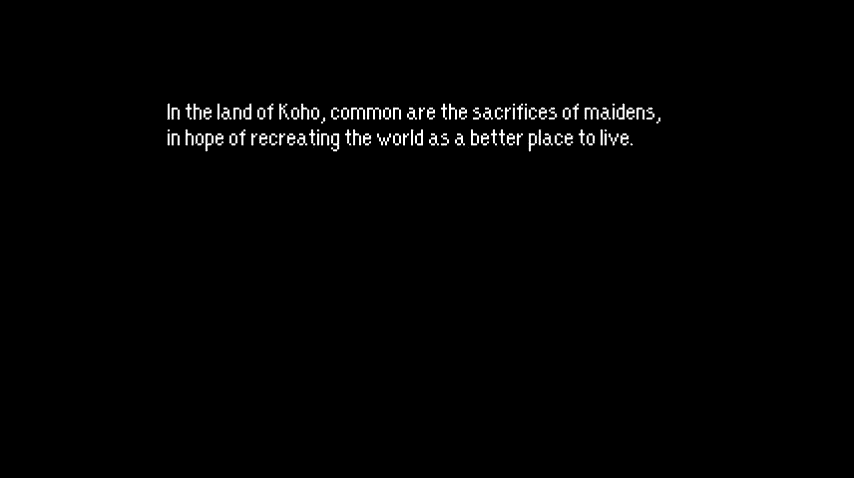 In the land of Koho, common are the sacrifices of maidens,
in hope of recreating the world as a better place to live.